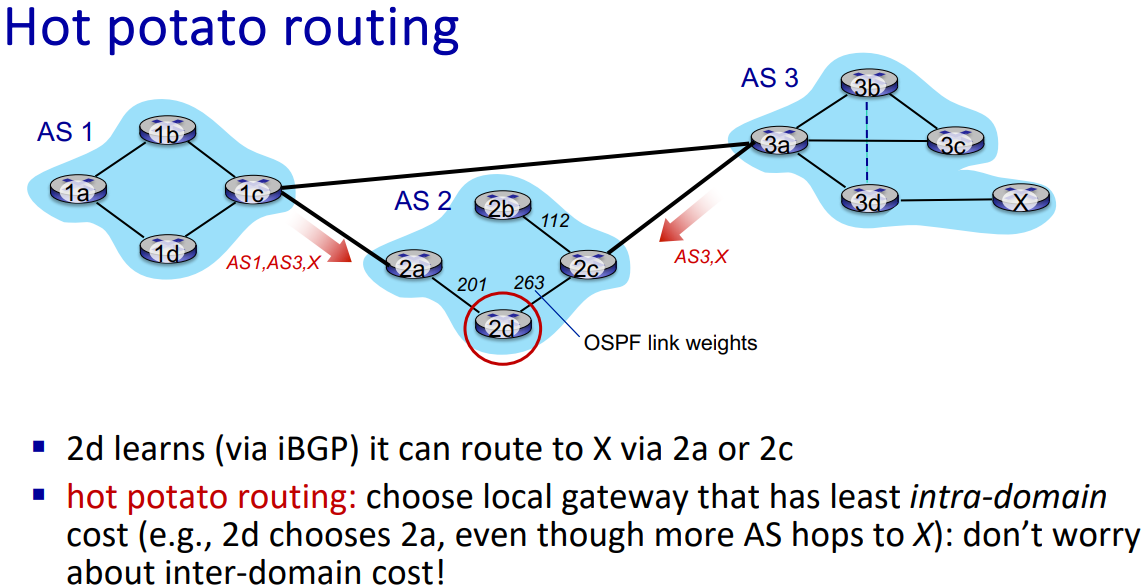 Hot potato routing
AS 3
3b
AS 1
1b
3a
3c
1a
1c
AS 2
2b
3d
X
112
1d
AS1,AS3,X
2a
2c
AS3,X
201
263
2d
OSPF link weights
▪ 2d learns (via iBGP) it can route to X via 2a or 2c
▪ hot potato routing: choose local gateway that has least intra-domain
cost (e.g., 2d chooses 2a, even though more AS hops to X): don’t worry
about inter-domain cost!